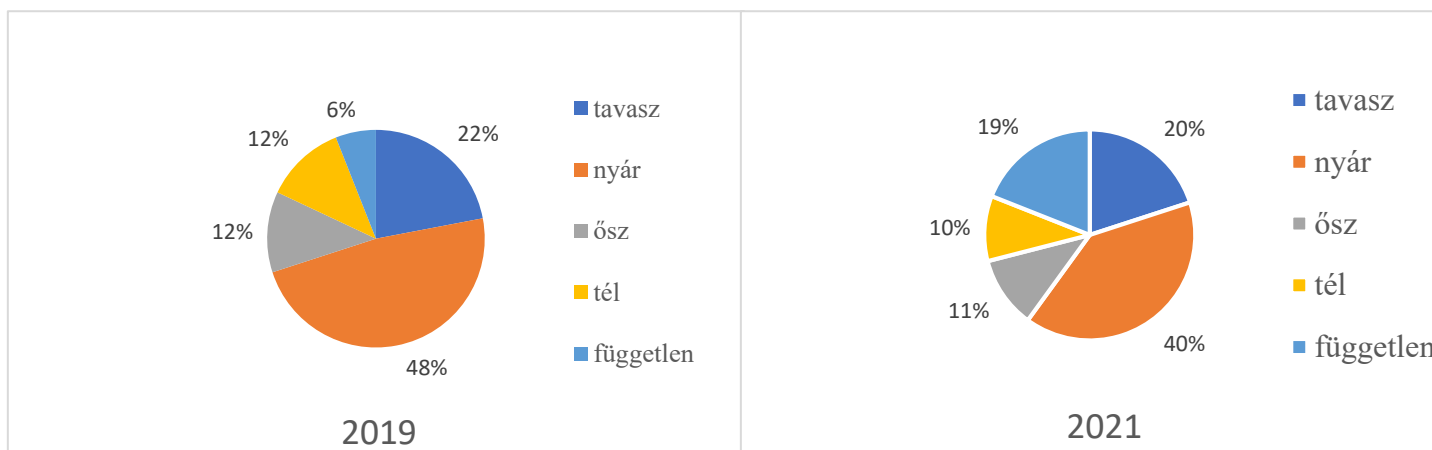 6%
22%
12%
12%
48%
tavasz
nyár
ősz
tél
független
2019
19%
20%
10%
11%
40%
tavasz
nyár
ősz
tél
független
2021